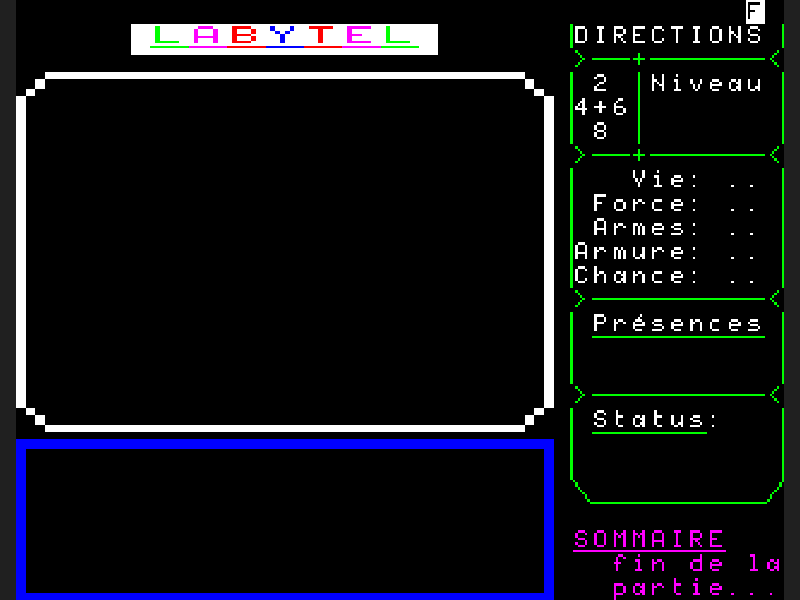 F
LABYTEL
DIRECTIONS
2
4+6
8
Niveau
Vie: ..
Force: ..
Armes: ..
Armure: ..
Chance: ..
Présences
Status:
SOMMAIRE
fin de la
partie...